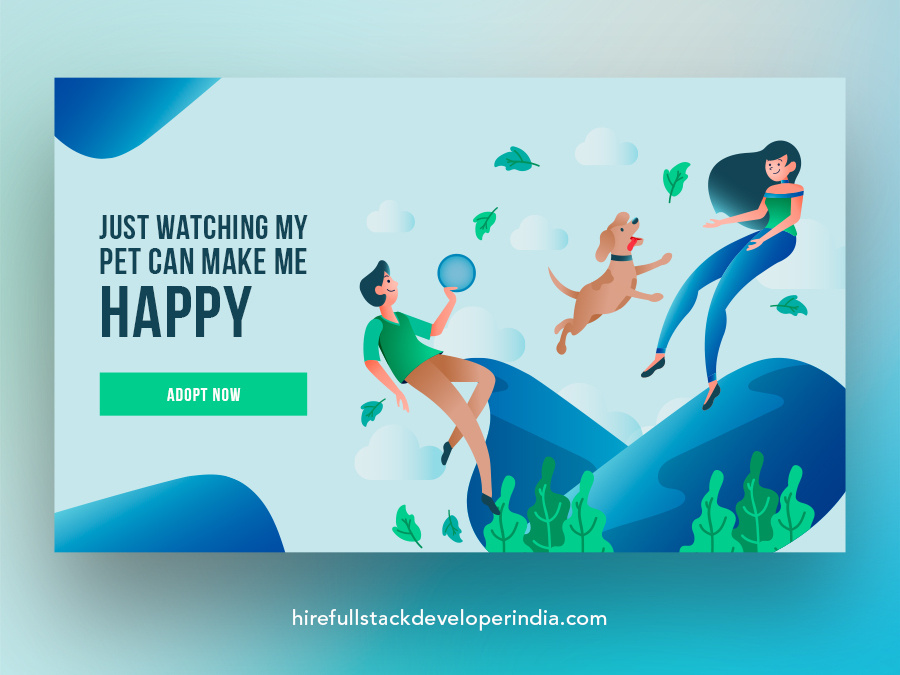 JUST WATCHING MY
PET CAN MAKE ME
HAPPY
ADOPT NOW
hirefullstackdeveloperindia.com